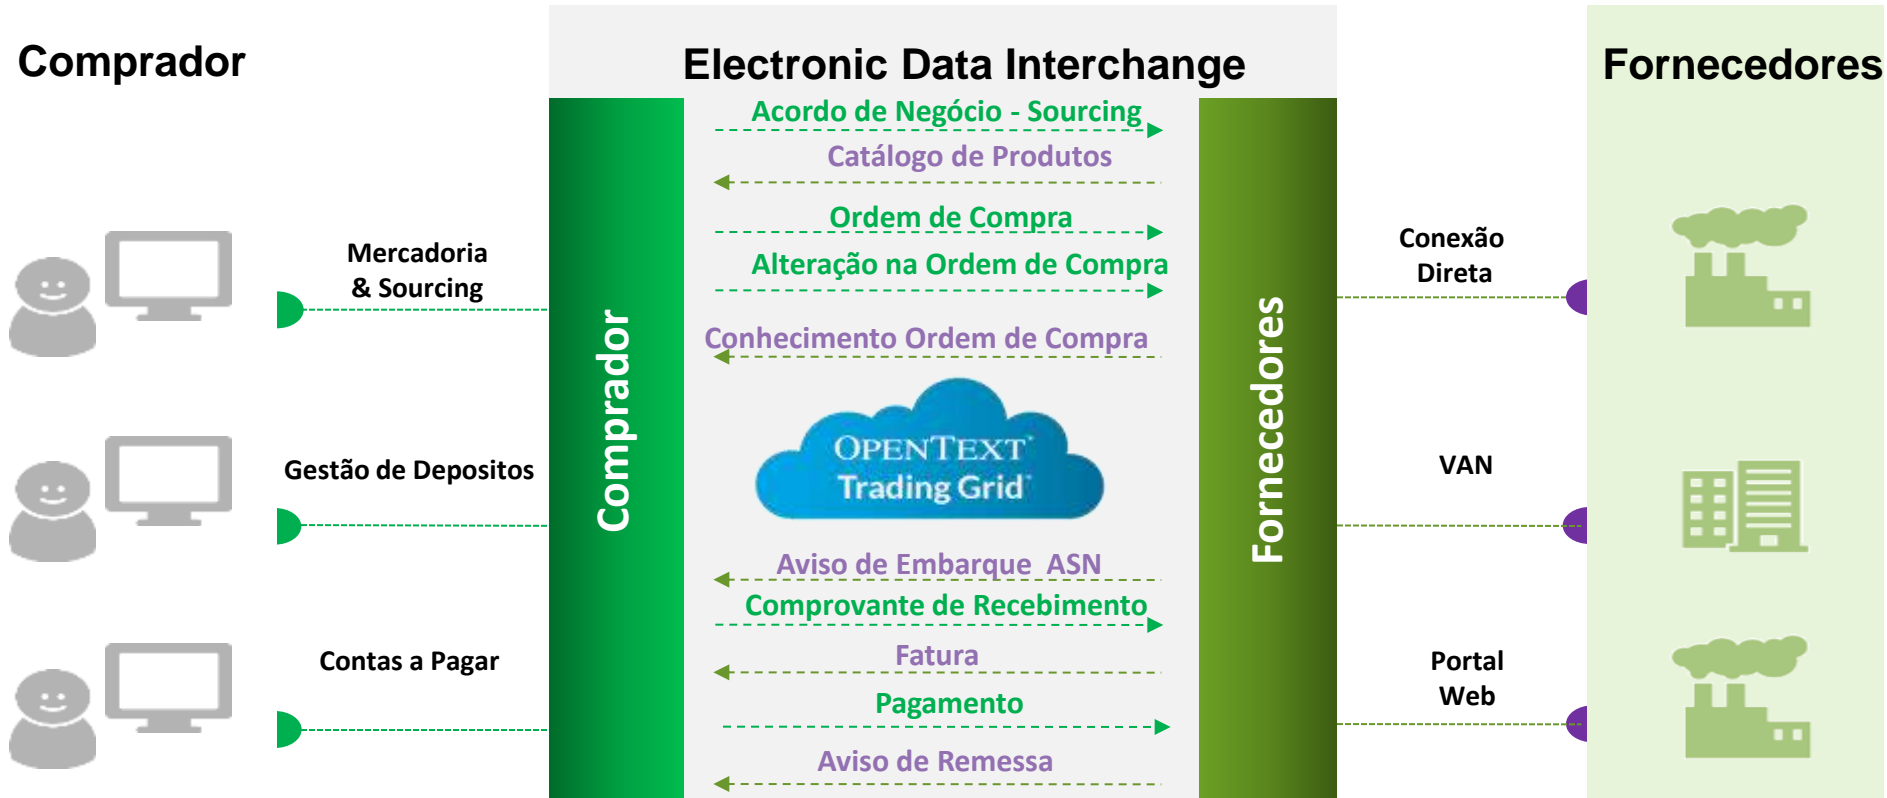 Comprador
Electronic Data Interchange
Fornecedores
Acordo de Negócio - Sourcing
Catálogo de Produtos
Ordem de Compra
Alteração na Ordem de Compra
Conhecimento Ordem de Compra
OPENTEXT
Trading Grid
Aviso de Embarque ASN
Comprovante de Recebimento
Fatura
Pagamento
Aviso de Remessa
Comprador
Fornecedores
Mercadoria
& Sourcing
Gestão de Depositos
Contas a Pagar
Conexão
Direta
VAN
Portal
Web